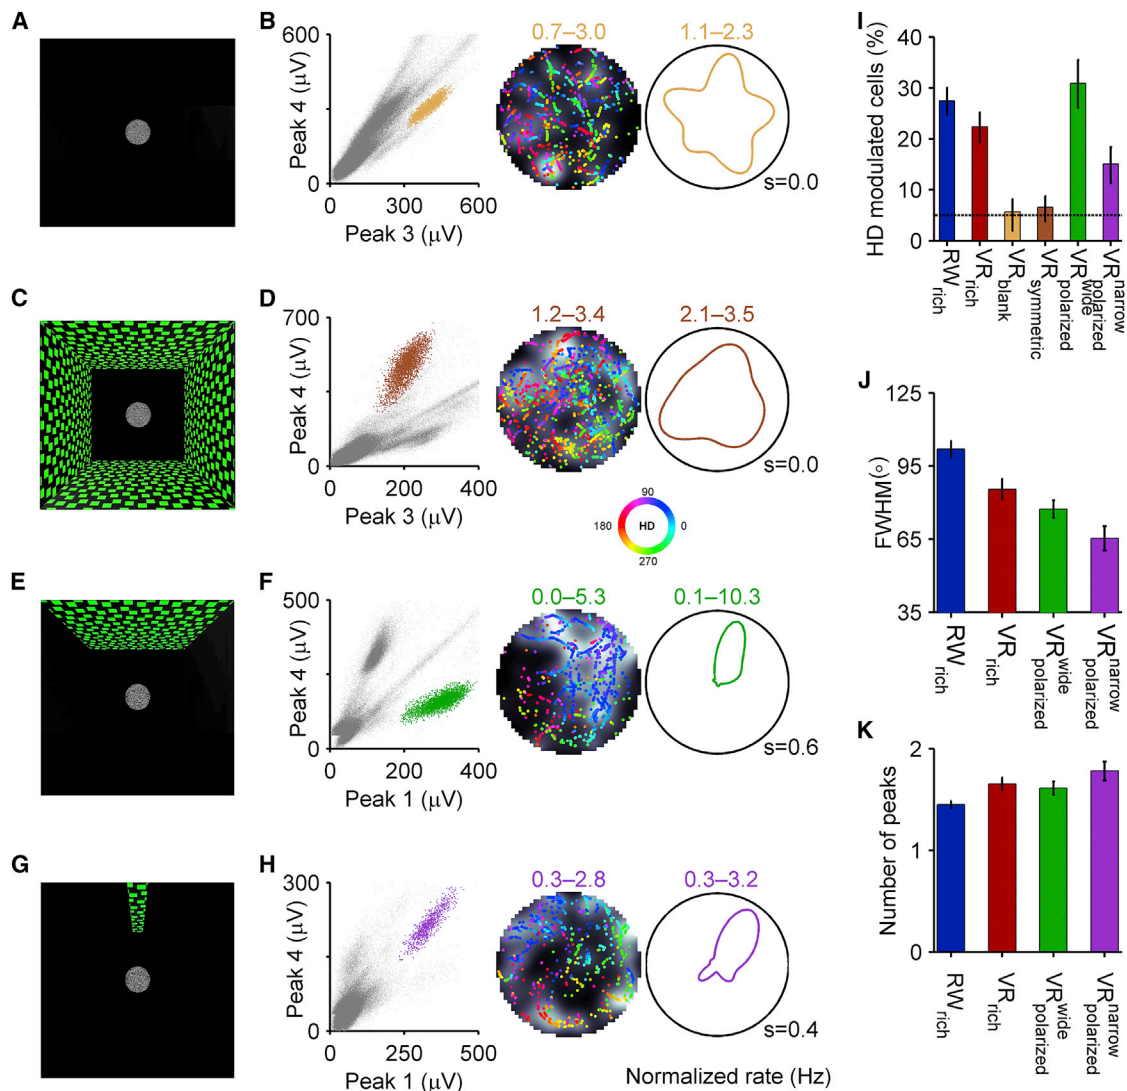 A
B
600
300
0
0
300
600
Peak 4 (μV)
Peak 3 (μV)
0.7–3.0
1.1–2.3
s=0.0
C
D
700
350
0
0
200
400
Peak 4 (μV)
Peak 3 (μV)
1.2–3.4
2.1–3.5
s=0.0
90
180
HD
0
270
E
F
500
250
0
0
200
400
Peak 4 (μV)
Peak 1 (μV)
0.0–5.3
0.1–10.3
s=0.6
G
H
300
150
0
0
250
500
Peak 4 (μV)
Peak 1 (μV)
0.3–2.8
0.3–3.2
s=0.4
Normalized rate (Hz)
I
HD modulated cells (%)
40
30
20
10
0
RW rich
VR rich
VR blank
VR symmetric
VR wide polarized
VR narrow polarized
J
FWHM(°)
125
95
65
35
RW rich
VR rich
VR wide polarized
VR narrow polarized
K
Number of peaks
2
1
0
RW rich
VR rich
VR wide polarized
VR narrow polarized